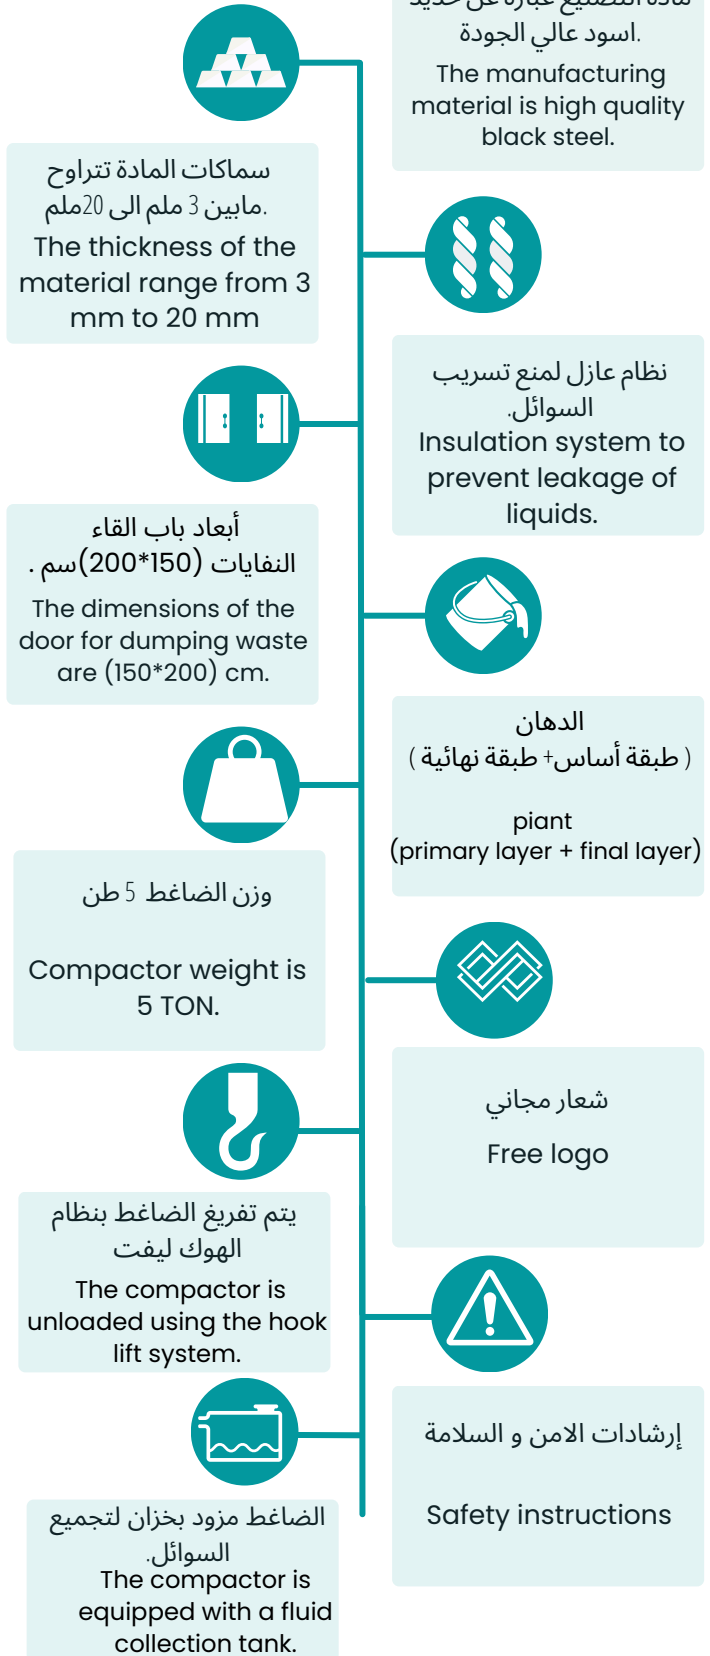 مادة التصنيع عبارة عن حديد
اسود عالي الجودة.
The manufacturing
material is high quality
black steel.
سماكات المادة تتراوح
مابين 3 ملم الى 20ملم.
The thickness of the
material range from 3
mm to 20 mm
نظام عازل لمنع تسريب
السوائل.
Insulation system to
prevent leakage of
liquids.
أبعاد باب القاء
النفايات (150*200)سم .
The dimensions of the
door for dumping waste
are (150*200) cm.
الدهان
( طبقة أساس+ طبقة نهائية )
piant
(primary layer + final layer)
وزن الضاغط 5 طن
Compactor weight is
5 TON.
شعار مجاني
Free logo
يتم تفريغ الضاغط بنظام
الهوك ليفت
The compactor is
unloaded using the hook
lift system.
إرشادات الامن و السلامة
Safety instructions
الضاغط مزود بخزان لتجميع
السوائل.
The compactor is
equipped with a fluid
collection tank.